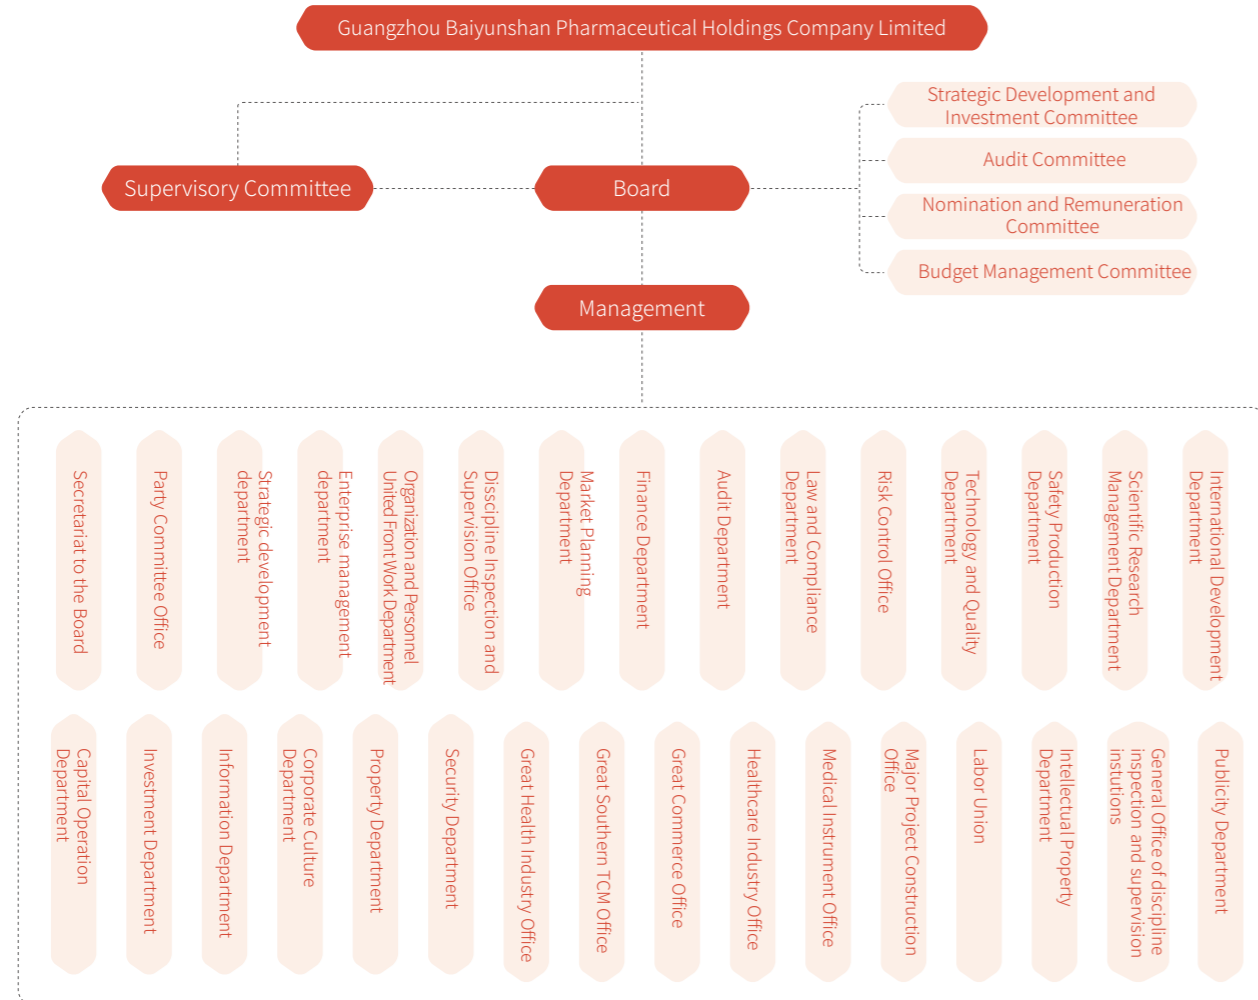 Guangzhou Baiyunshan Pharmaceutical Holdings Company Limited
Strategic Development and
Investment Committee
Audit Committee
Supervisory Committee
Board
Nomination and Remuneration
Committee
Budget Management Committee
Management
Secretariat to the Board
Party Committee Office
Strategic development
department
Enterprise management
department
Organization and Personnel
United Front Work Department
Disscipline Inspection and
Supervision Office
Market Planning
Department
Finance Department
Audit Department
Law and Compliance
Department
Risk Control Office
Technology and Quality
Department
Safety Production
Department
Scientific Research
Management Department
International Development
Department
Capital Operation
Department
Investment Department
Information Department
Corporate Culture
Department
Property Department
Security Department
Great Health Industry Office
Great Southern TCM Office
Great Commerce Office
Healthcare Industry Office
Medical Instrument Office
Major Project Construction
Office
Labor Union
Intellectual Property
Department
General Office of discipline
inspection and supervision
instutions
Publicity Department